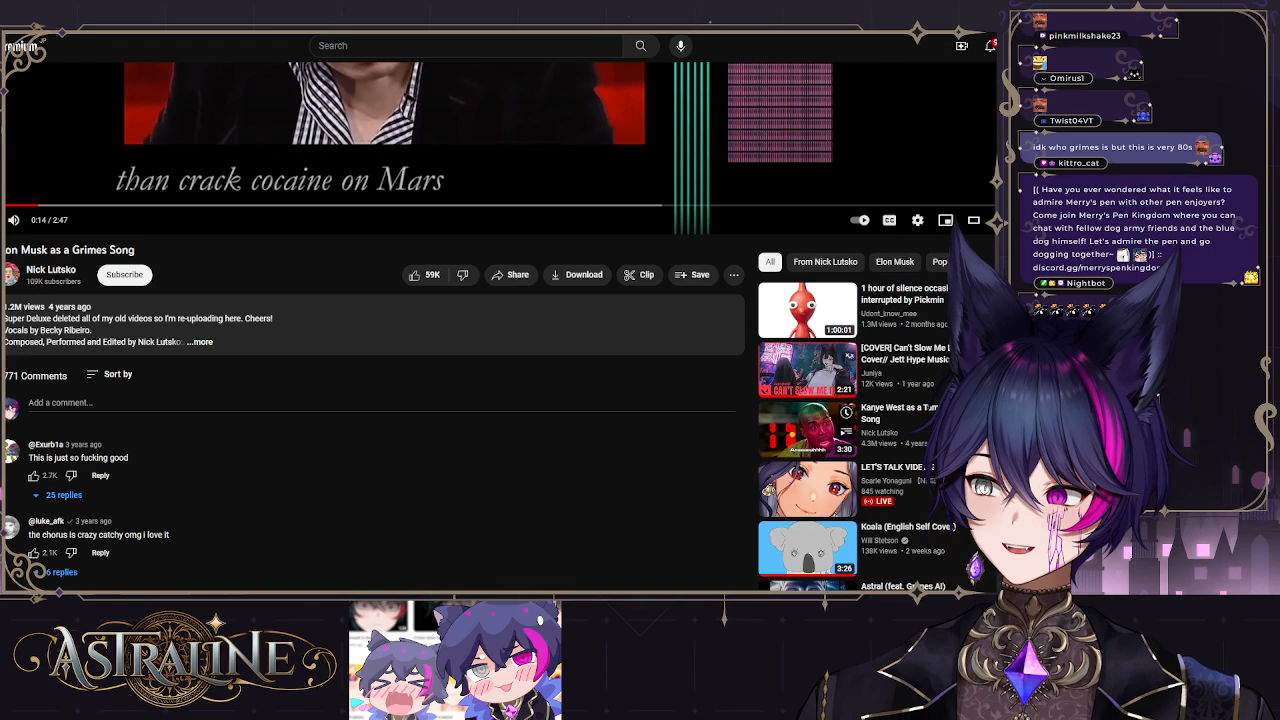 Search
than crack cocaine on Mars
0:14 / 2:47
on Musk as a Grimes Song
Nick Lutsko
109K subscribers
Subscribe
59K
Share
Download
Clip
Save
1.2M views 4 years ago
Super Deluxe deleted all of my old videos so I'm re-uploading here. Cheers!
Vocals by Becky Ribeiro.
Composed, Performed and Edited by Nick Lutsko
...more
771 Comments
Sort by
Add a comment...
@Exurb1a 3 years ago
This is just so fucking good
2.7K
Reply
25 replies
@luke_afk 3 years ago
the chorus is crazy catchy omg i love it
2.1K
Reply
6 replies
All
From Nick Lutsko
Elon Musk
Pop
1 hour of silence occasi
interrupted by Pickmin
Udont_know_mee
1.3M views • 2 months ago
1:00:01
[COVER] Can't Slow Me
Cover// Jett Hype Music
Juniya
12K views • 1 year ago
CAN'T SLOW ME
2:21
Kanye West as a
Song
Nick Lutsko
4.3M views • 4 years
3:30
LET'S TALK VIDE
Scarle Yonaguni
845 watching
LIVE
Koala (English Self Cove
Will Stetson
138K views • 2 weeks ago
3:26
Astral (feat. Grimes AI)
pinkmilkshake23
Omirus1
Twist04VT
idk who grimes is but this is very 80s
kittro_cat
[( Have you ever wondered what it feels like to
admire Merry's pen with other pen enjoyers?
Come join Merry's Pen Kingdom where you can
chat with fellow dog army friends and the blue
dog himself! Let's admire the pen and go
dogging together~
)] ::
discord.gg/merryspenkingdom
Nightbot
ASTRALINE